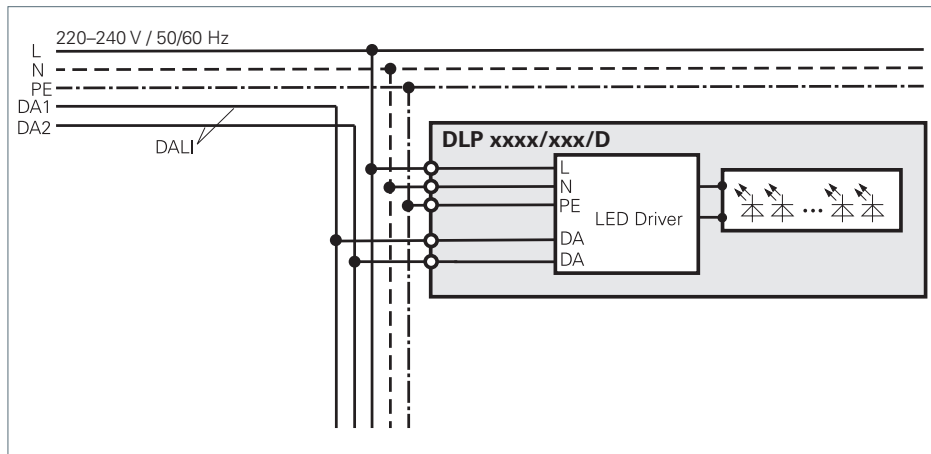 220–240 V / 50/60 Hz
L
N
PE
DA1
DA2
DALI
DLP xxxx/xxx/D
L
N
PE
LED Driver
DA
DA